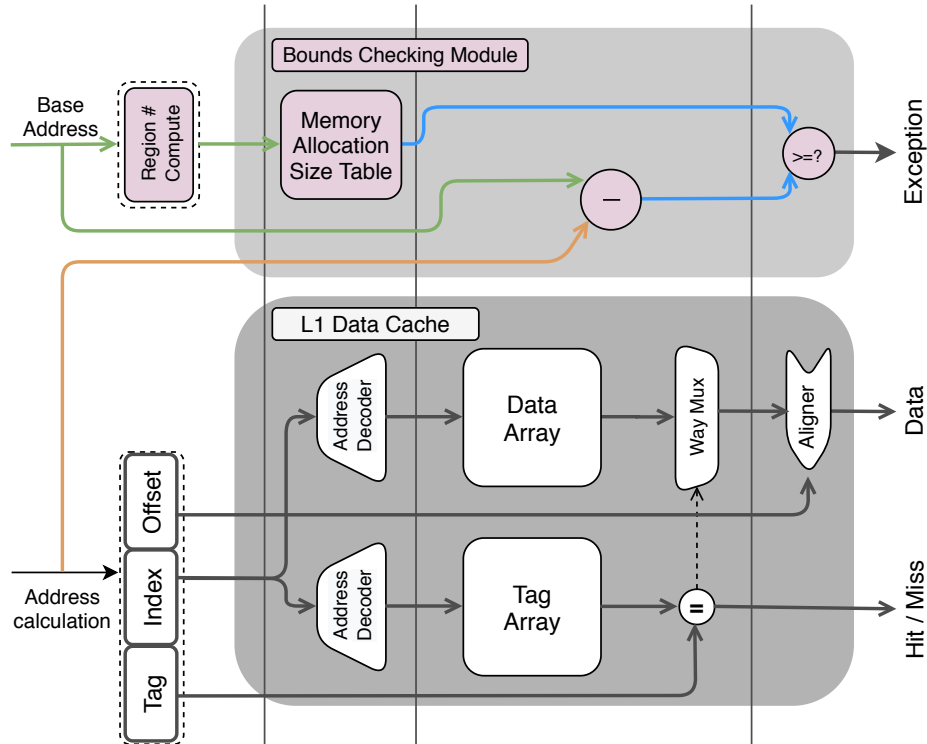 Bounds Checking Module
Base
Address
Region #
Compute
Memory
Allocation
Size Table
—
>=?
Exception
L1 Data Cache
Address
Decoder
Data
Array
Way Mux
Aligner
Data
Offset
Index
Tag
Address
calculation
Address
Decoder
Tag
Array
=
Hit / Miss